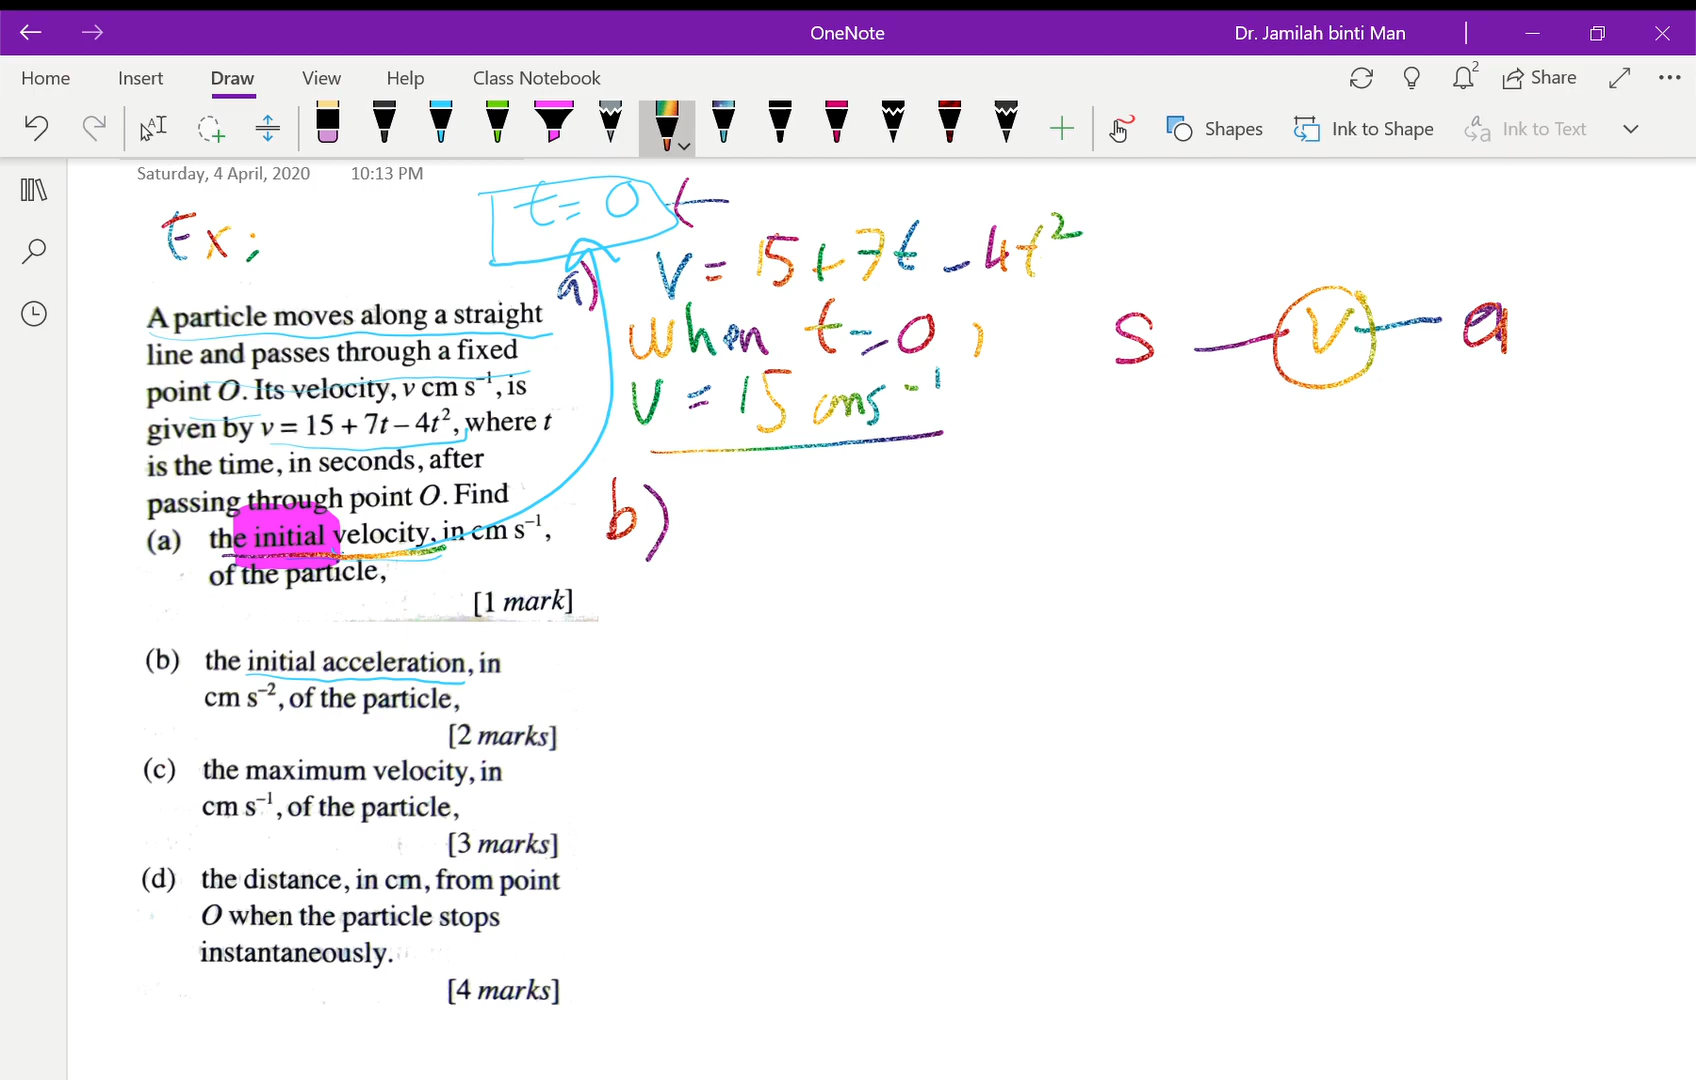 OneNote
Dr. Jamilah binti Man
Home Insert Draw View Help Class Notebook
2
Share
Shapes
Ink to Shape
Ink to Text
Saturday, 4 April, 2020 10:13 PM
Ex;
t = 0
A particle moves along a straight
line and passes through a fixed
point O. Its velocity, v cm s⁻¹, is
given by v = 15 + 7t – 4t², where t
is the time, in seconds, after
passing through point O. Find
(a) the initial velocity, in cm s⁻¹,
of the particle,
[1 mark]
(b) the initial acceleration, in
cm s⁻², of the particle,
[2 marks]
(c) the maximum velocity, in
cm s⁻¹, of the particle,
[3 marks]
(d) the distance, in cm, from point
O when the particle stops
instantaneously.
[4 marks]
a) v = 15 + 7t - 4t²
when t = 0,
v = 15 cms⁻¹
b)
s — v — a